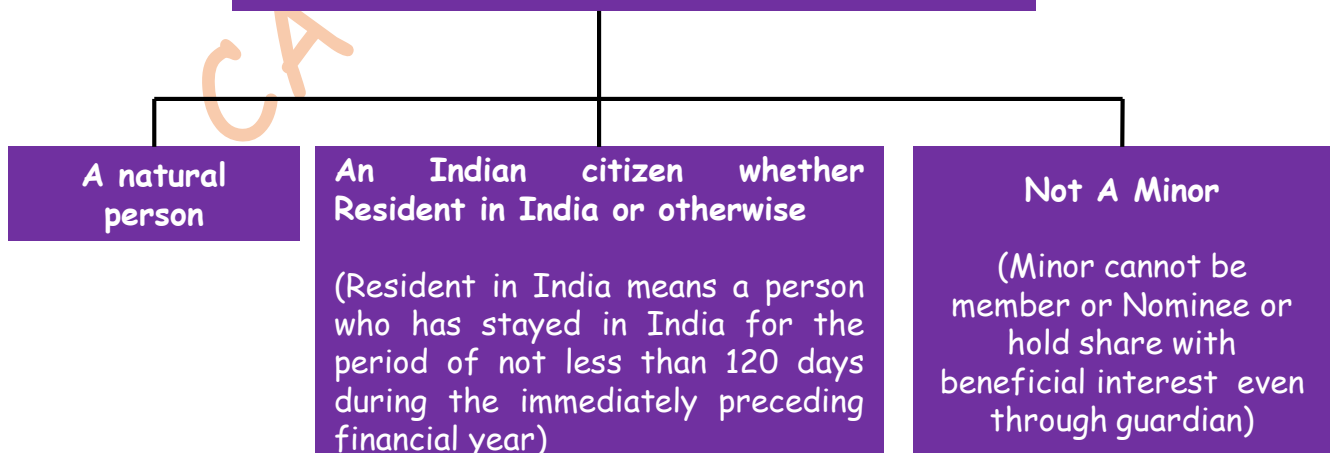 CA
A natural
person
An Indian citizen whether
Resident in India or otherwise
(Resident in India means a person
who has stayed in India for the
period of not less than 120 days
during the immediately preceding
financial year)
Not A Minor
(Minor cannot be
member or Nominee or
hold share with
beneficial interest even
through guardian)